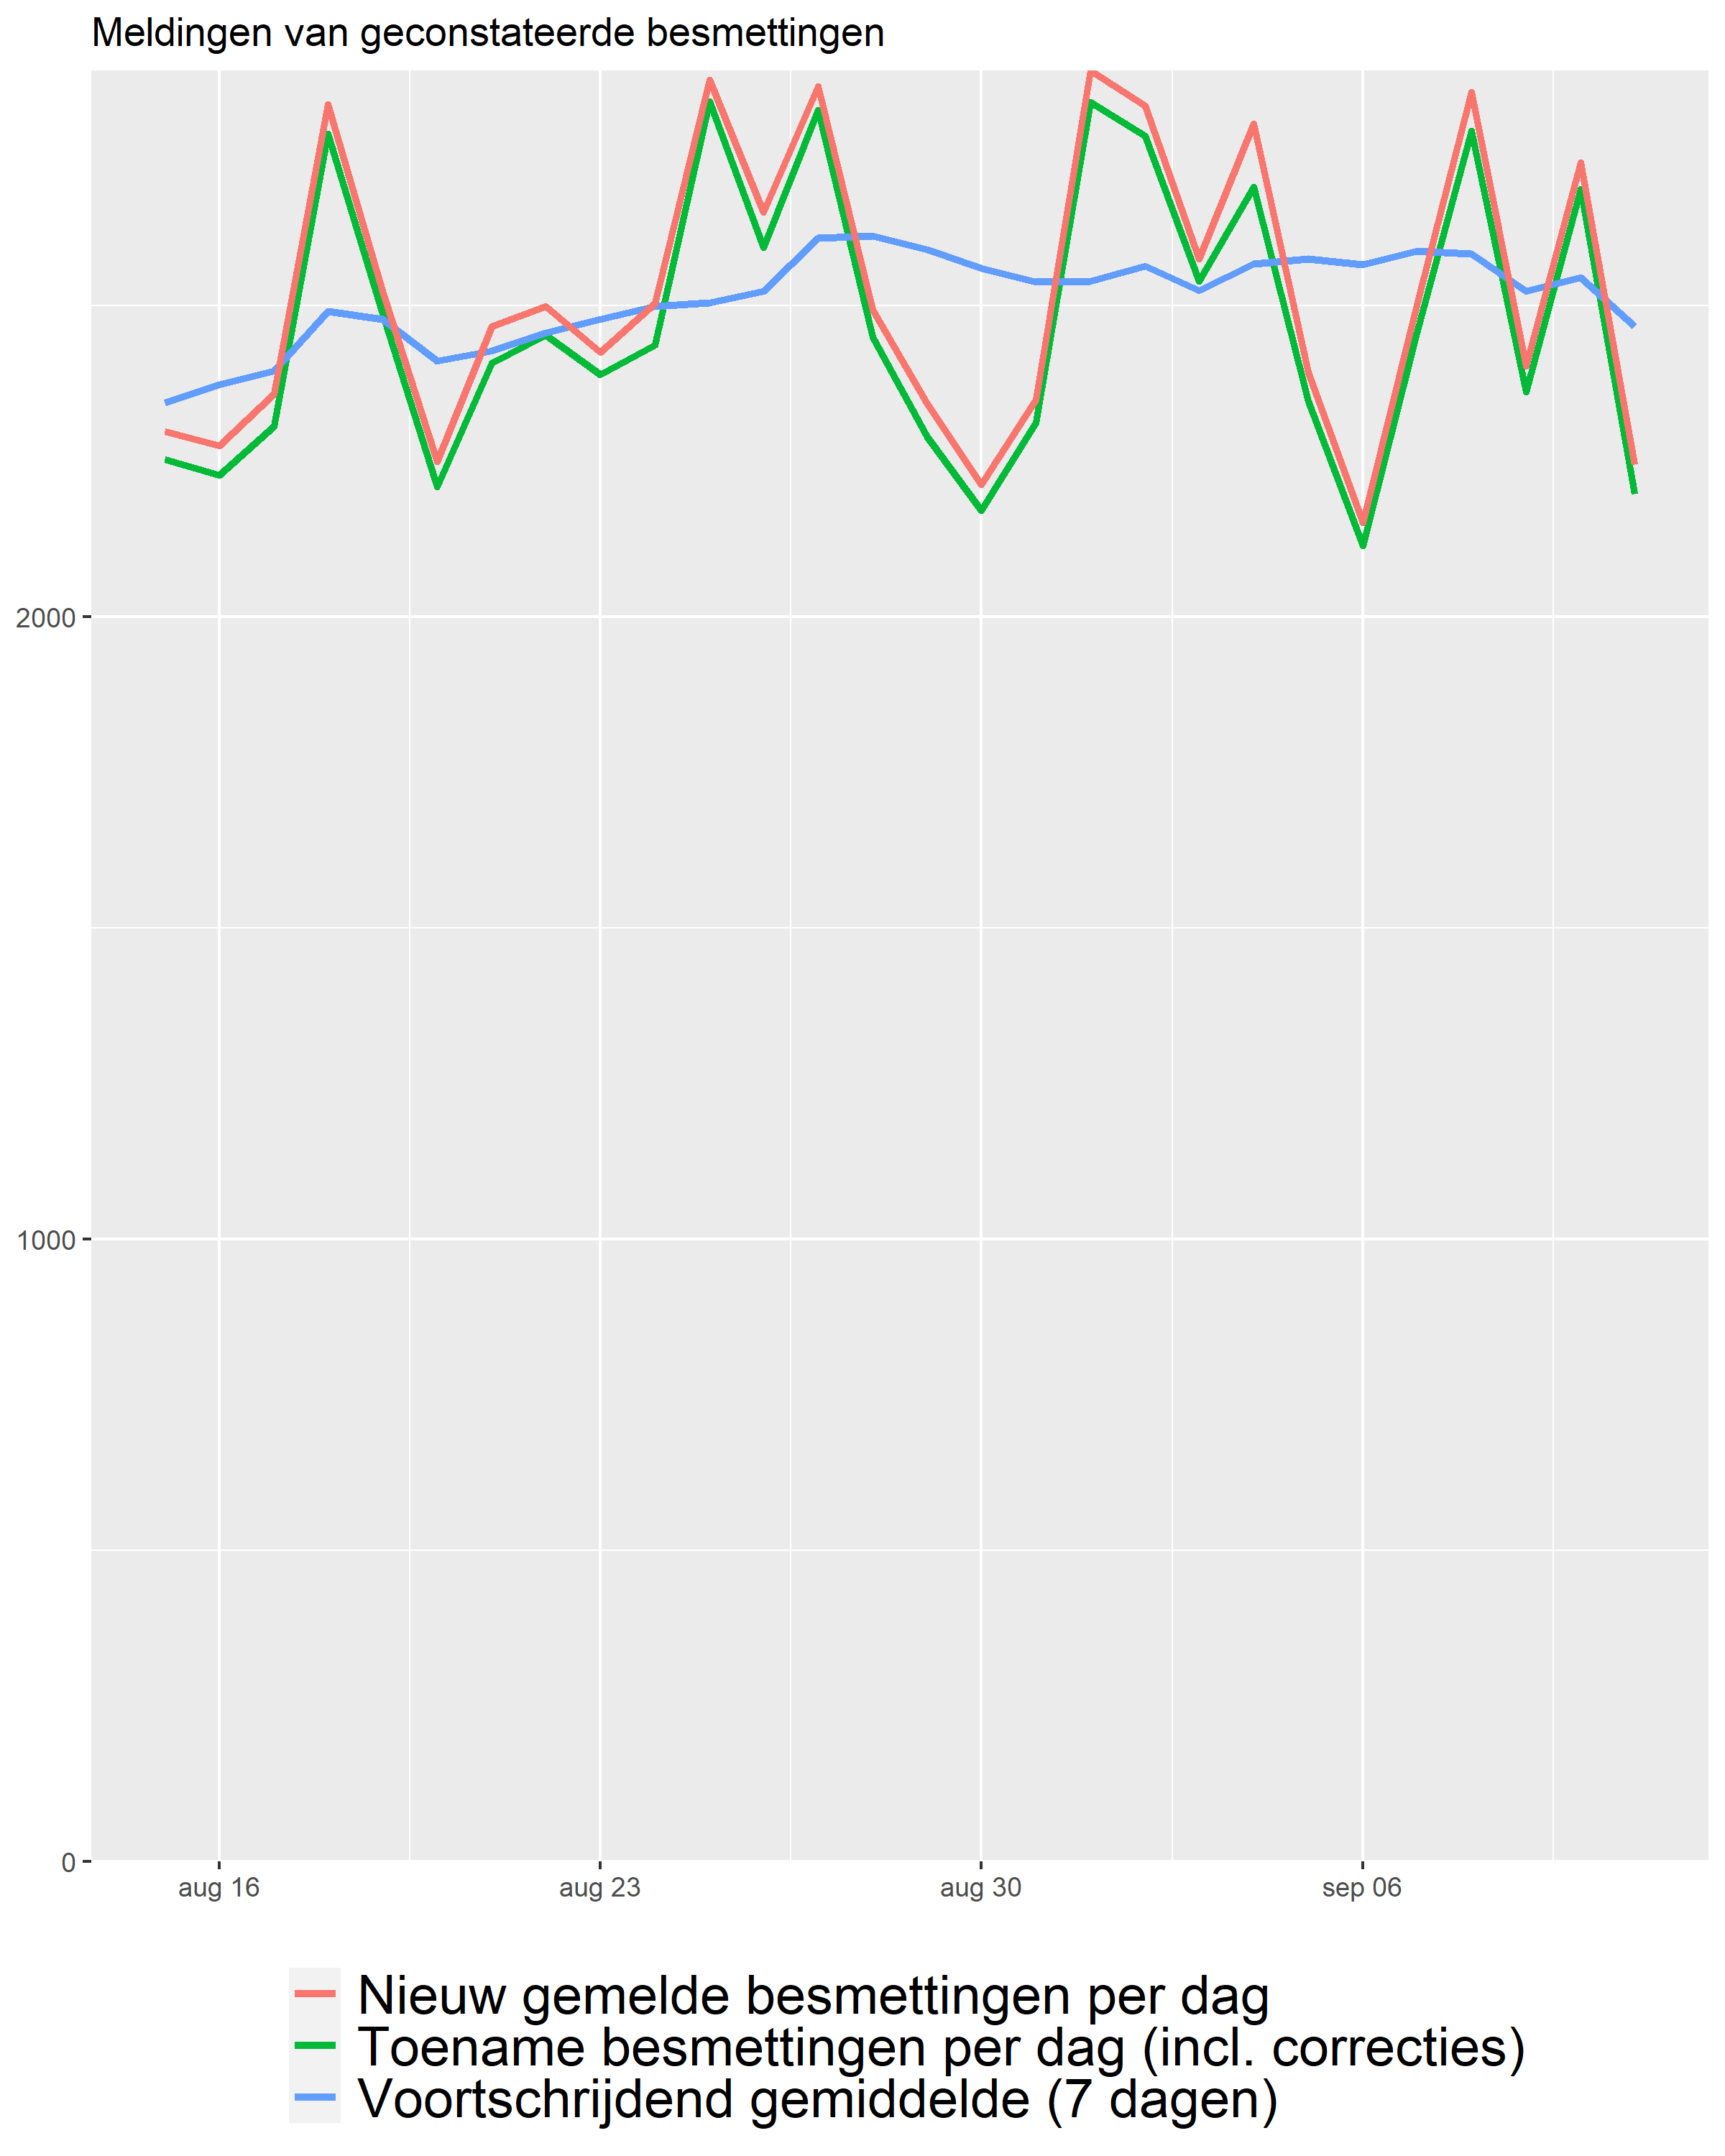 Meldingen van geconstateerde besmettingen
2000
1000
0
aug 16 aug 23 aug 30 sep 06
Nieuw gemelde besmettingen per dag
Toename besmettingen per dag (incl. correcties)
Voortschrijdend gemiddelde (7 dagen)